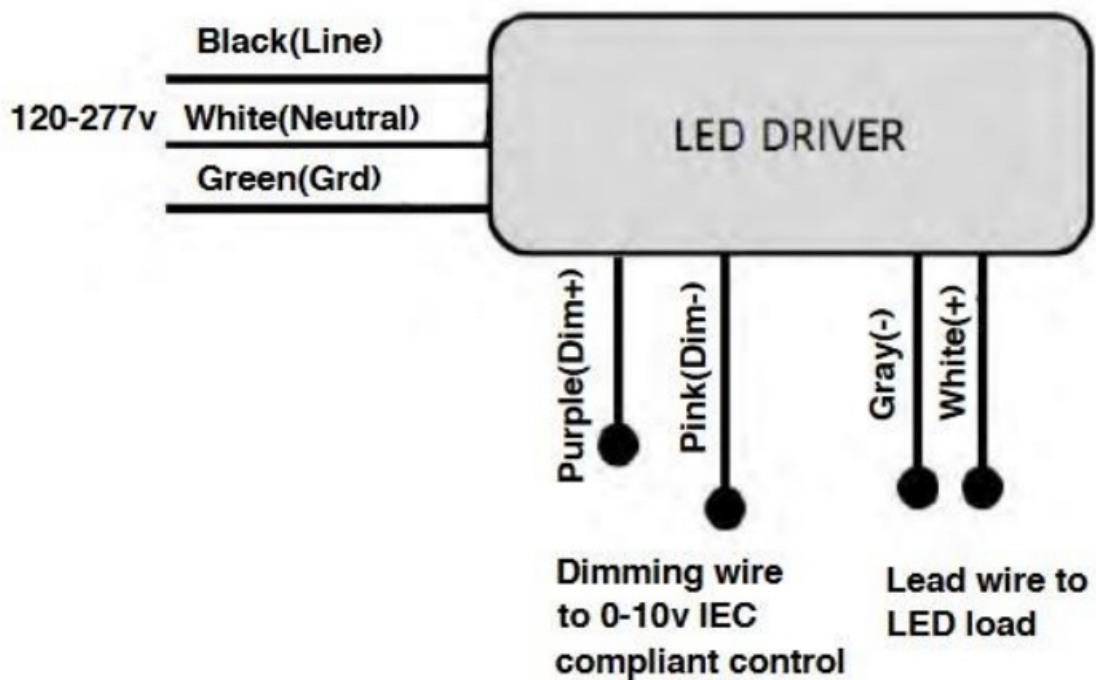 Black(Line)
120-277v White(Neutral)
Green(Grd)
LED DRIVER
Purple(Dim+)
Pink(Dim-)
Gray(-)
White(+)
Dimming wire
to 0-10v IEC
compliant control
Lead wire to
LED load